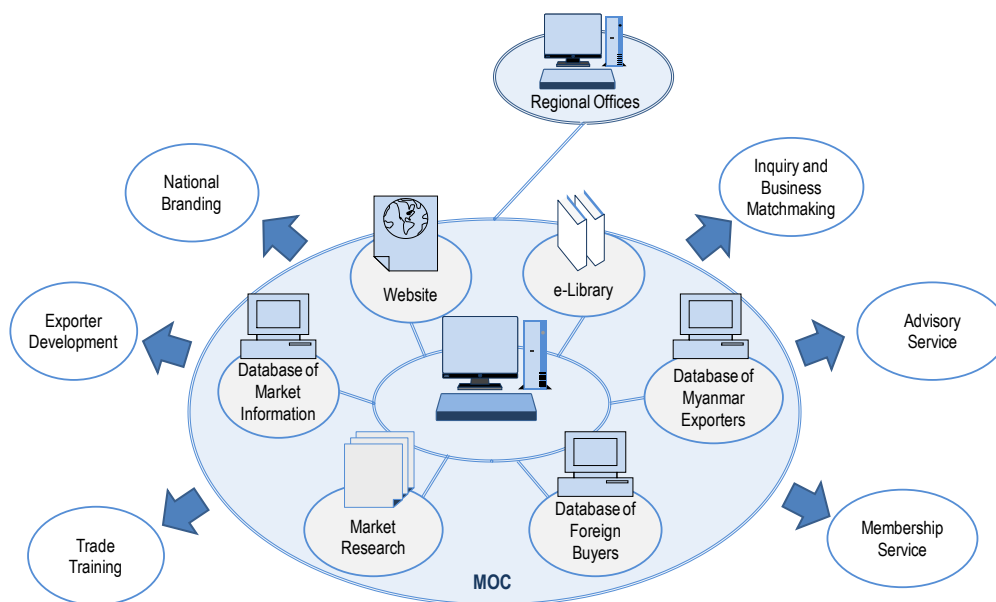 Regional Offices
National
Branding
Inquiry and
Business
Matchmaking
Website
e-Library
Exporter
Development
Advisory
Service
Database of
Market
Information
Database of
Myanmar
Exporters
Market
Research
Database of
Foreign
Buyers
Trade
Training
Membership
Service
MOC